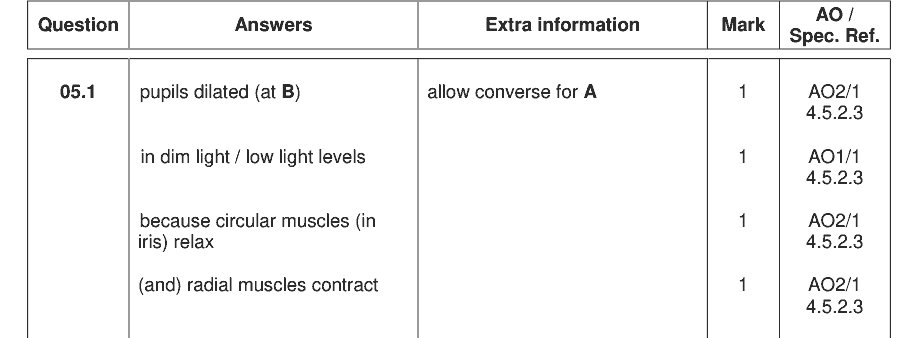 Question Answers Extra information Mark AO / Spec. Ref.
05.1 pupils dilated (at B) allow converse for A 1 AO2/1
4.5.2.3
in dim light / low light levels 1 AO1/1
4.5.2.3
because circular muscles (in 1 AO2/1
iris) relax 4.5.2.3
(and) radial muscles contract 1 AO2/1
4.5.2.3